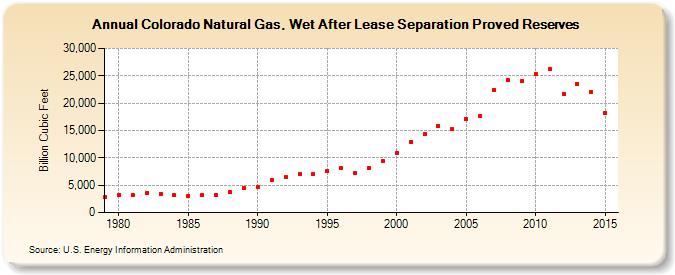 Annual Colorado Natural Gas, Wet After Lease Separation Proved Reserves
Billion Cubic Feet
30,000
25,000
20,000
15,000
10,000
5,000
0
1980 1985 1990 1995 2000 2005 2010 2015
Source: U.S. Energy Information Administration